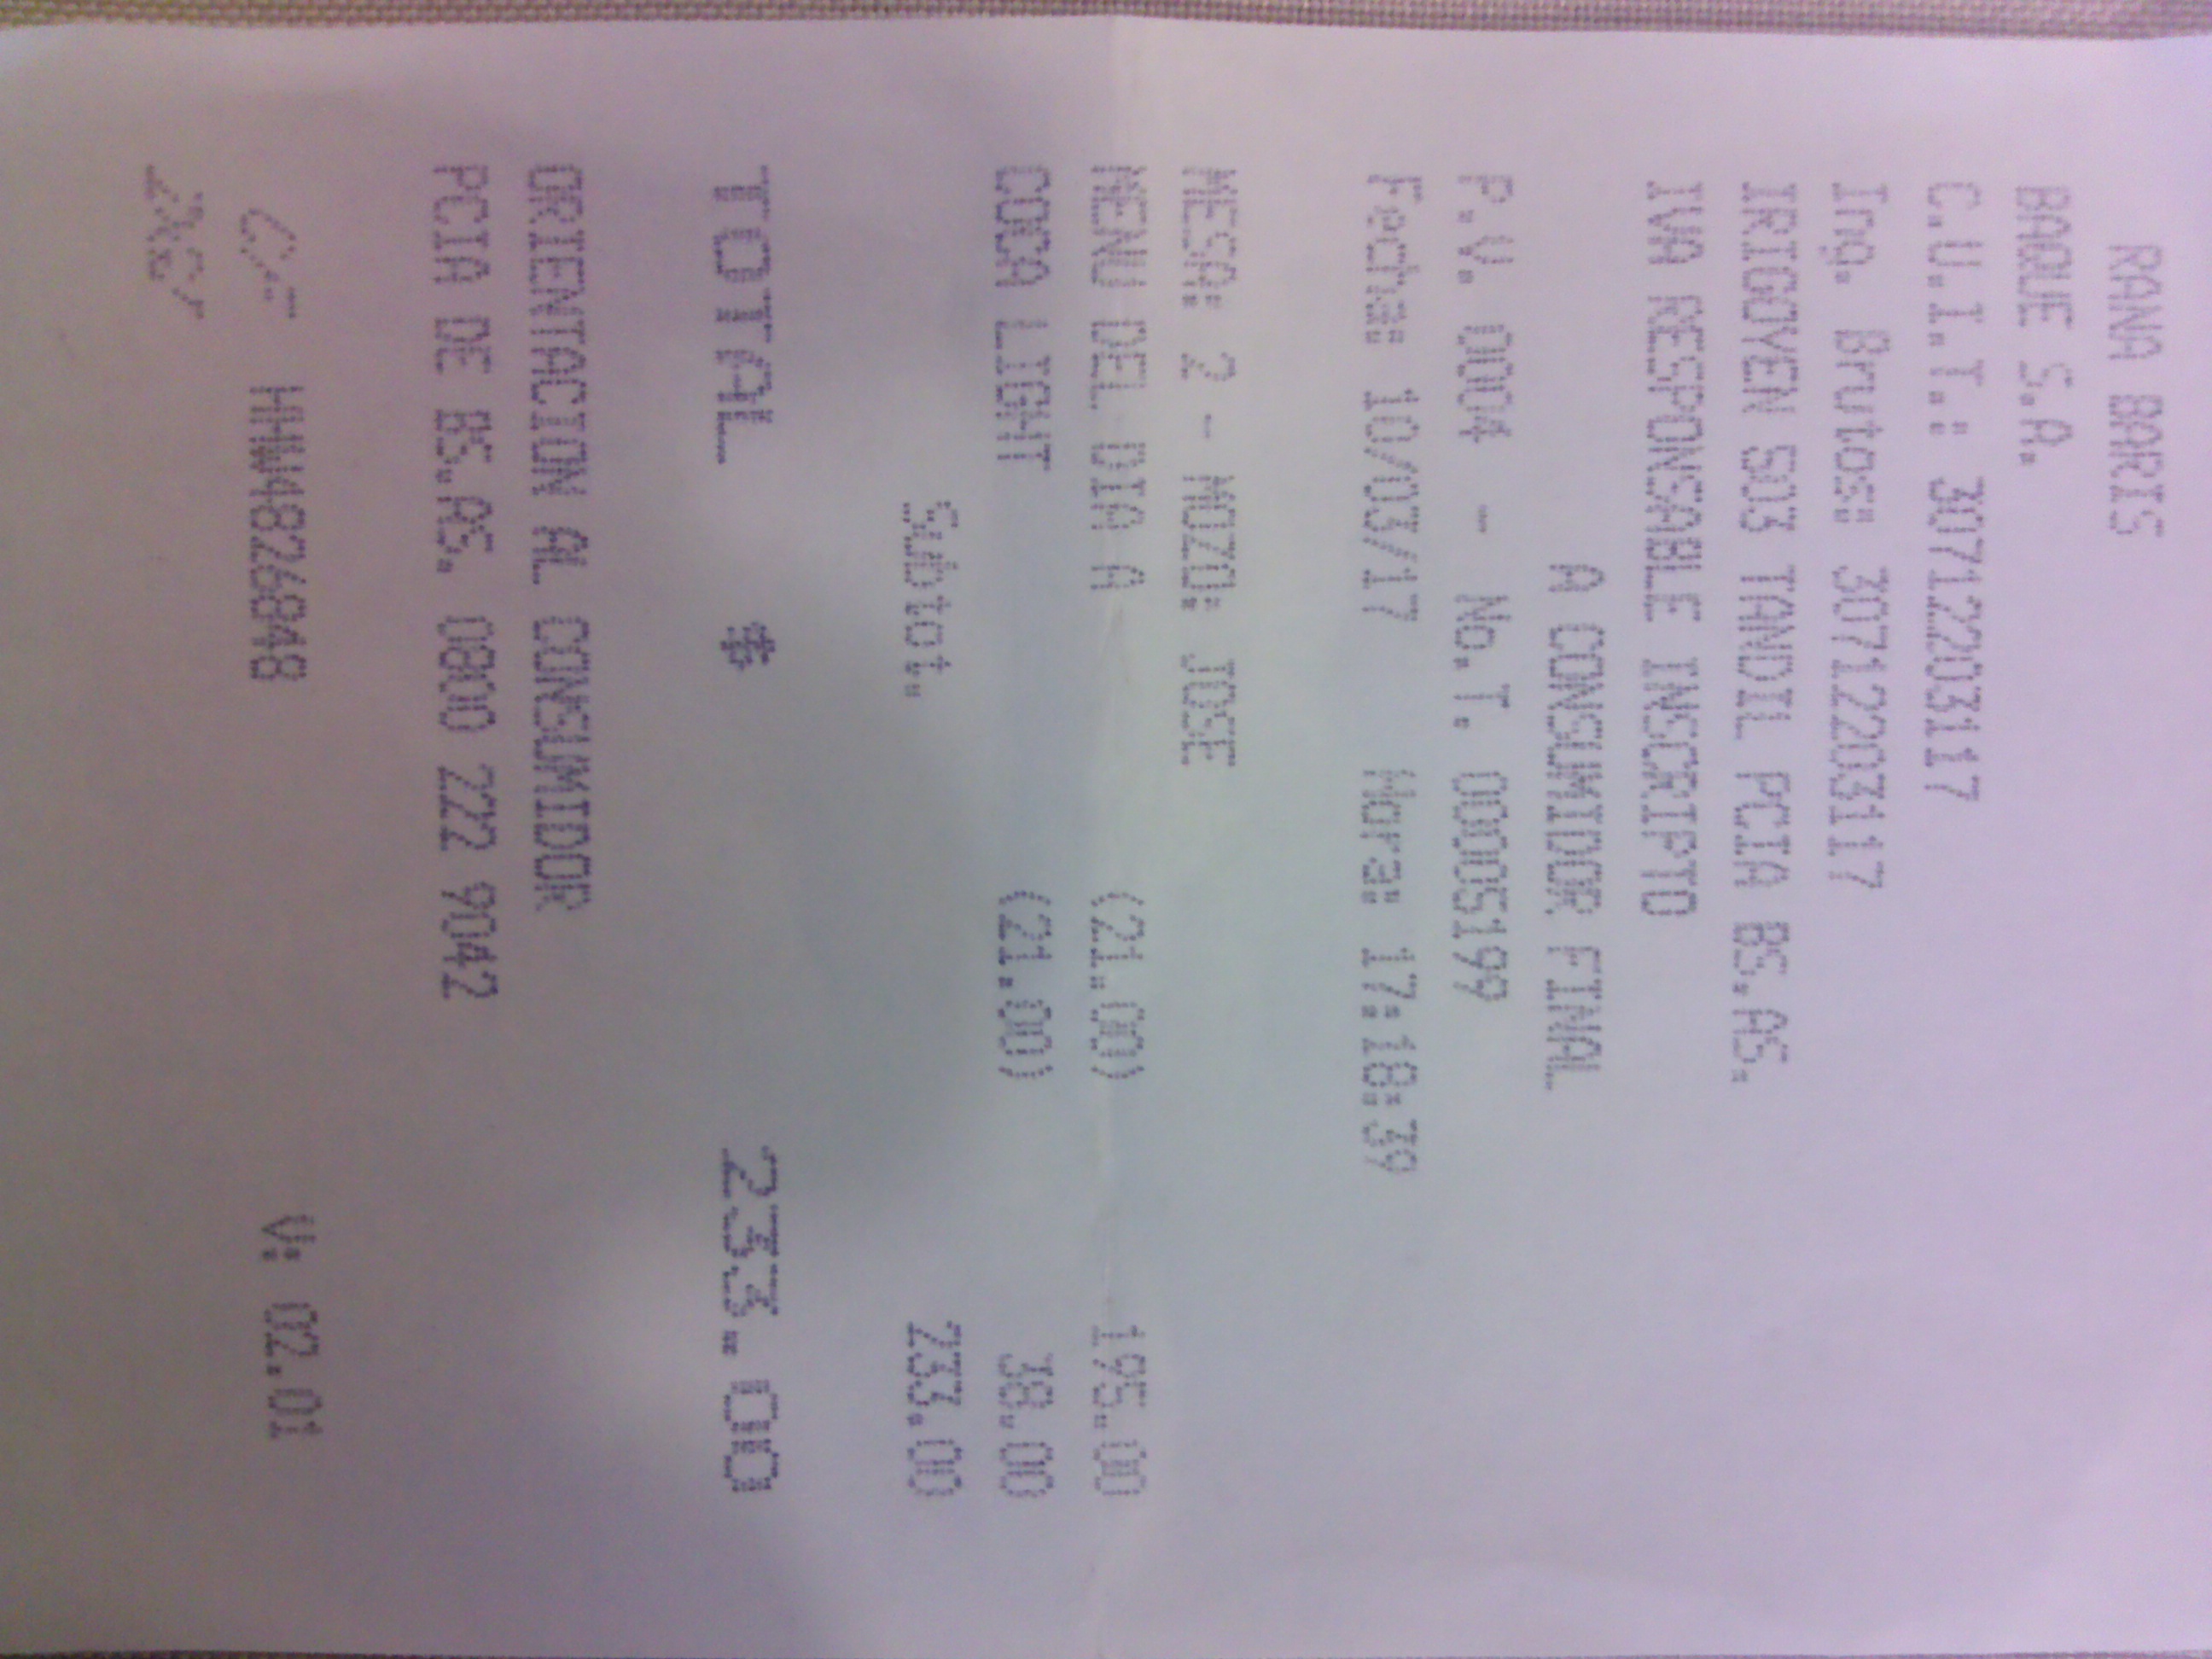 RANA BORIS
BAQUE S.A.
C.U.I.T.: 30712203117
Ing. Brutos: 30712203117
IRIGOYEN 503 TANDIL PCIA BS.AS.
IVA RESPONSABLE INSCRIPTO
A CONSUMIDOR FINAL
P.V. 0004 - No.T. 00005199
Fecha: 10/03/17 Hora: 17:18:39
MESA: 2 - MOZO: JOSE
MENU DEL DIA A (21.00) 195.00
COCA LIGHT (21.00) 38.00
Subtot. 233.00
TOTAL $ 233.00
ORIENTACION AL CONSUMIDOR
PCIA DE BS.AS. 0800 222 9042
CF HHW4826848 V: 02.01